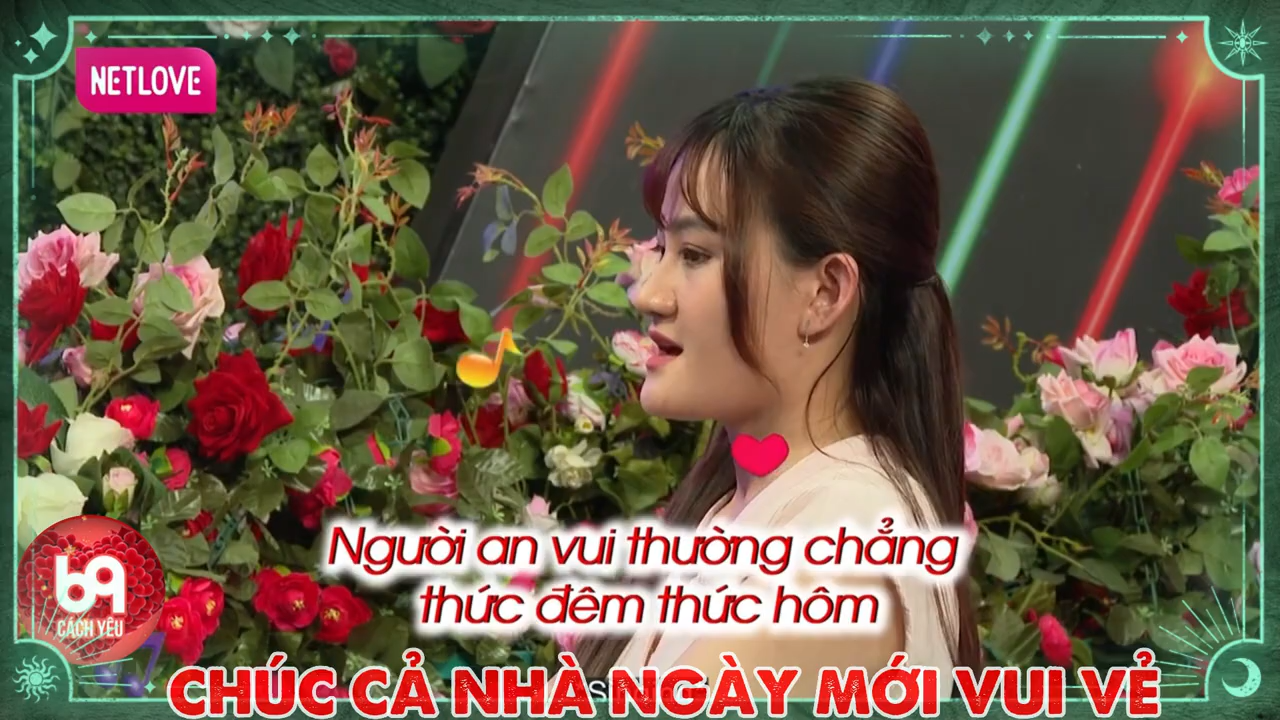 NETLOVE
Người an vui thường chẳng
thức đêm thức hôm
69
CÁCH YÊU
CHÚC CẢ NHÀ NGÀY MỚI VUI VẺ